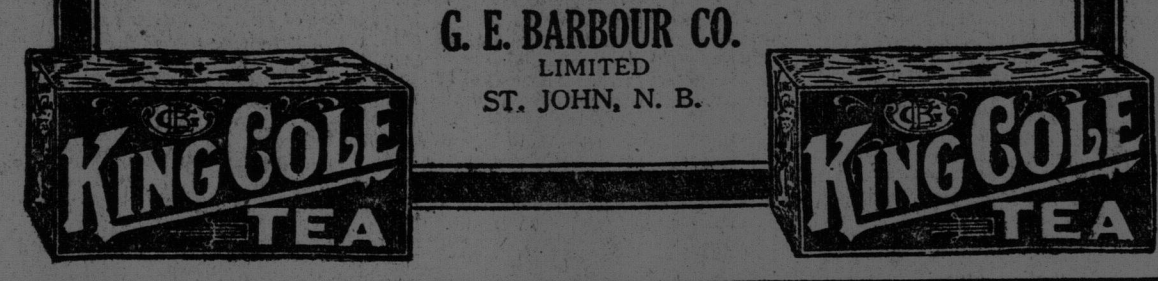 G. E. BARBOUR CO.
LIMITED
ST. JOHN, N. B.
KING COLE
TEA
KING COLE
TEA